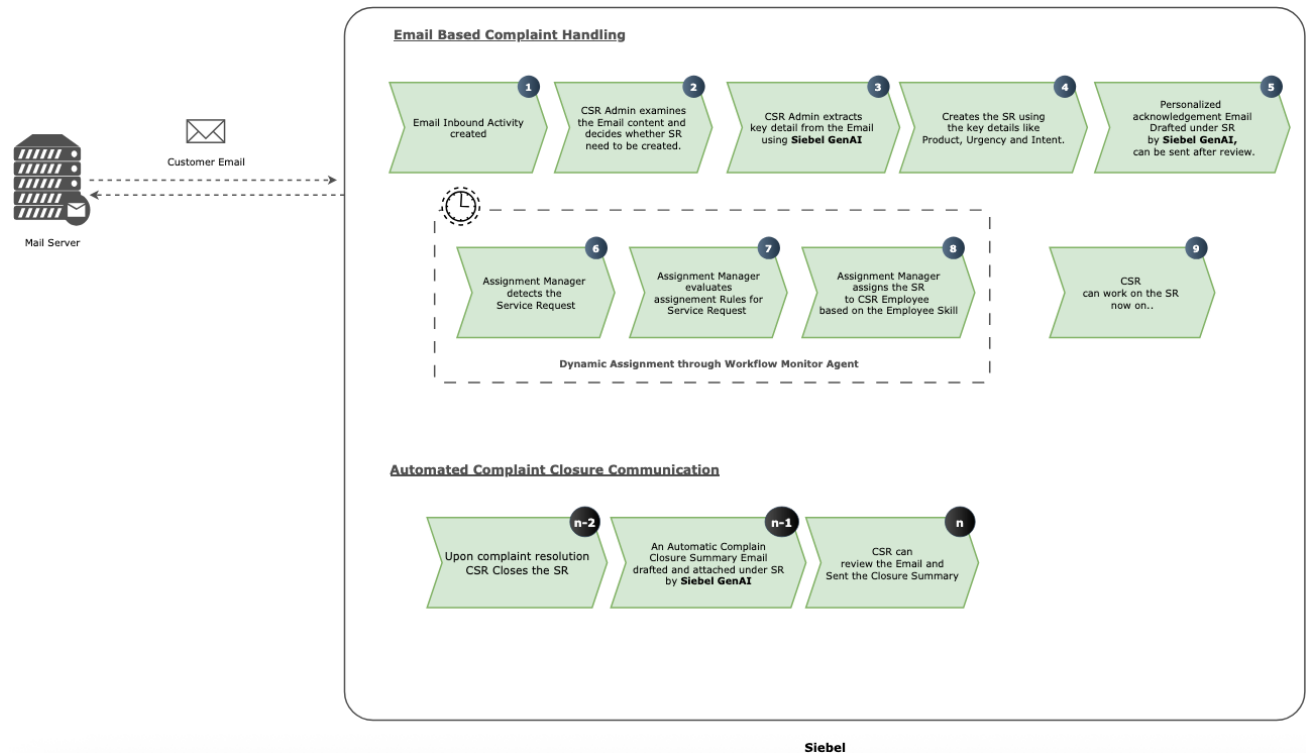 Email Based Complaint Handling
Customer Email
Mail Server
1
Email Inbound Activity
created
2
CSR Admin examines
the Email content and
decides whether SR
need to be created.
3
CSR Admin extracts
key detail from the Email
using Siebel GenAI
4
Creates the SR using
the key details like
Product, Urgency and Intent.
5
Personalized
acknowledgement Email
Drafted under SR
by Siebel GenAI,
can be sent after review.
6
Assignment Manager
detects the
Service Request
7
Assignment Manager
evaluates
assignement Rules for
Service Request
8
Assignment Manager
assigns the SR
to CSR Employee
based on the Employee Skill
9
CSR
can work on the SR
now on..
Dynamic Assignment through Workflow Monitor Agent
Automated Complaint Closure Communication
n-2
Upon complaint resolution
CSR Closes the SR
n-1
An Automatic Complain
Closure Summary Email
drafted and attached under SR
by Siebel GenAI
n
CSR can
review the Email and
Sent the Closure Summary
Siebel